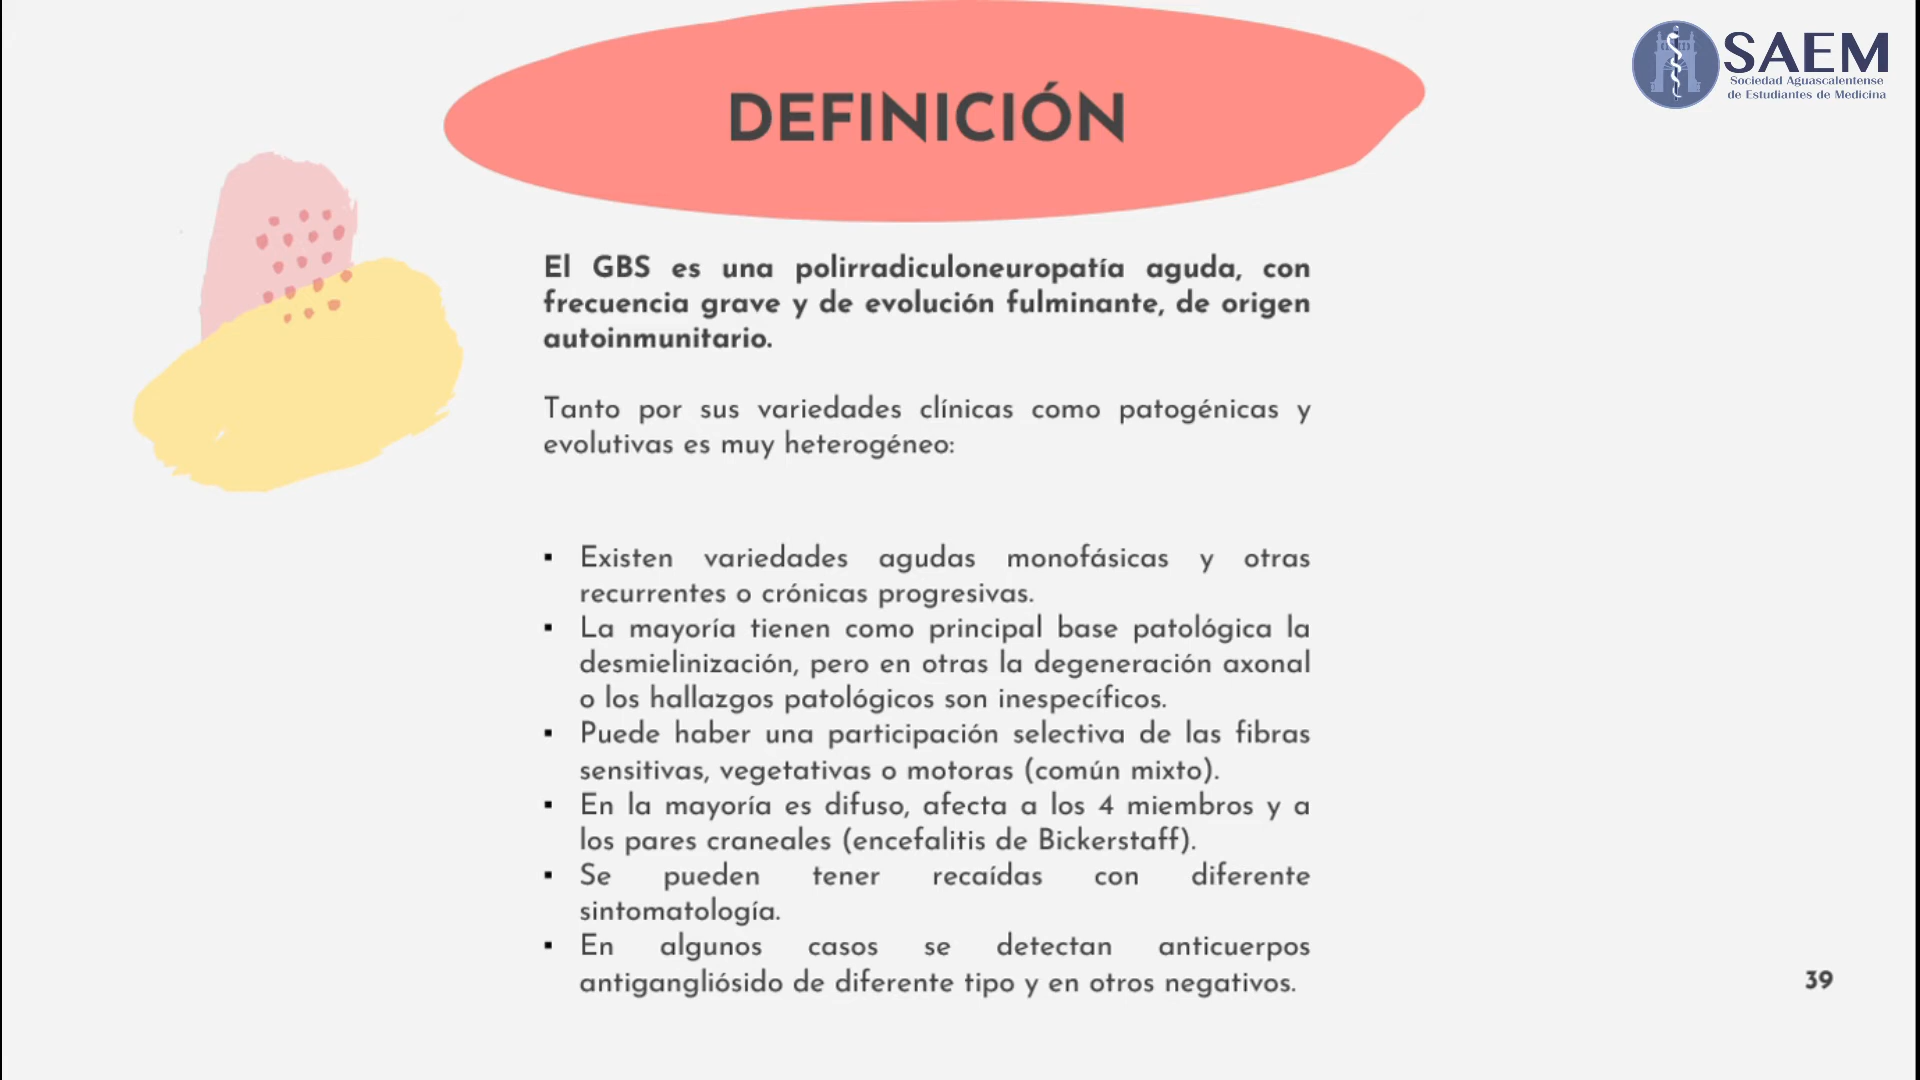 SAEM
Sociedad Aguascalentense
de Estudiantes de Medicina
DEFINICIÓN
El GBS es una polirradiculoneuropatía aguda, con
frecuencia grave y de evolución fulminante, de origen
autoinmunitario.
Tanto por sus variedades clínicas como patogénicas y
evolutivas es muy heterogéneo:
▪ Existen variedades agudas monofásicas y otras
recurrentes o crónicas progresivas.
▪ La mayoría tienen como principal base patológica la
desmielinización, pero en otras la degeneración axonal
o los hallazgos patológicos son inespecíficos.
▪ Puede haber una participación selectiva de las fibras
sensitivas, vegetativas o motoras (común mixto).
▪ En la mayoría es difuso, afecta a los 4 miembros y a
los pares craneales (encefalitis de Bickerstaff).
▪ Se pueden tener recaídas con diferente
sintomatología.
▪ En algunos casos se detectan anticuerpos
antigangliósido de diferente tipo y en otros negativos.
39